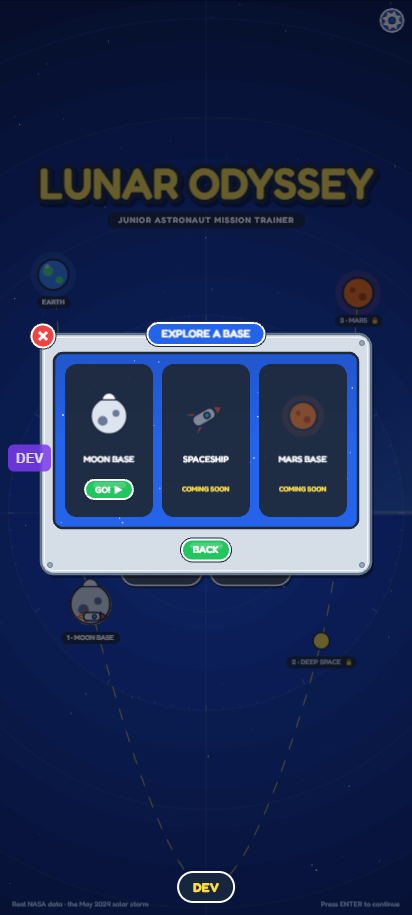 LUNAR ODYSSEY
JUNIOR ASTRONAUT MISSION TRAINER
EARTH
3 · MARS
EXPLORE A BASE
MOON BASE
SPACESHIP
MARS BASE
GO! ▶
COMING SOON
COMING SOON
DEV
BACK
1 · MOON BASE
2 · DEEP SPACE
DEV
Real NASA data · the May 2024 solar storm
Press ENTER to continue